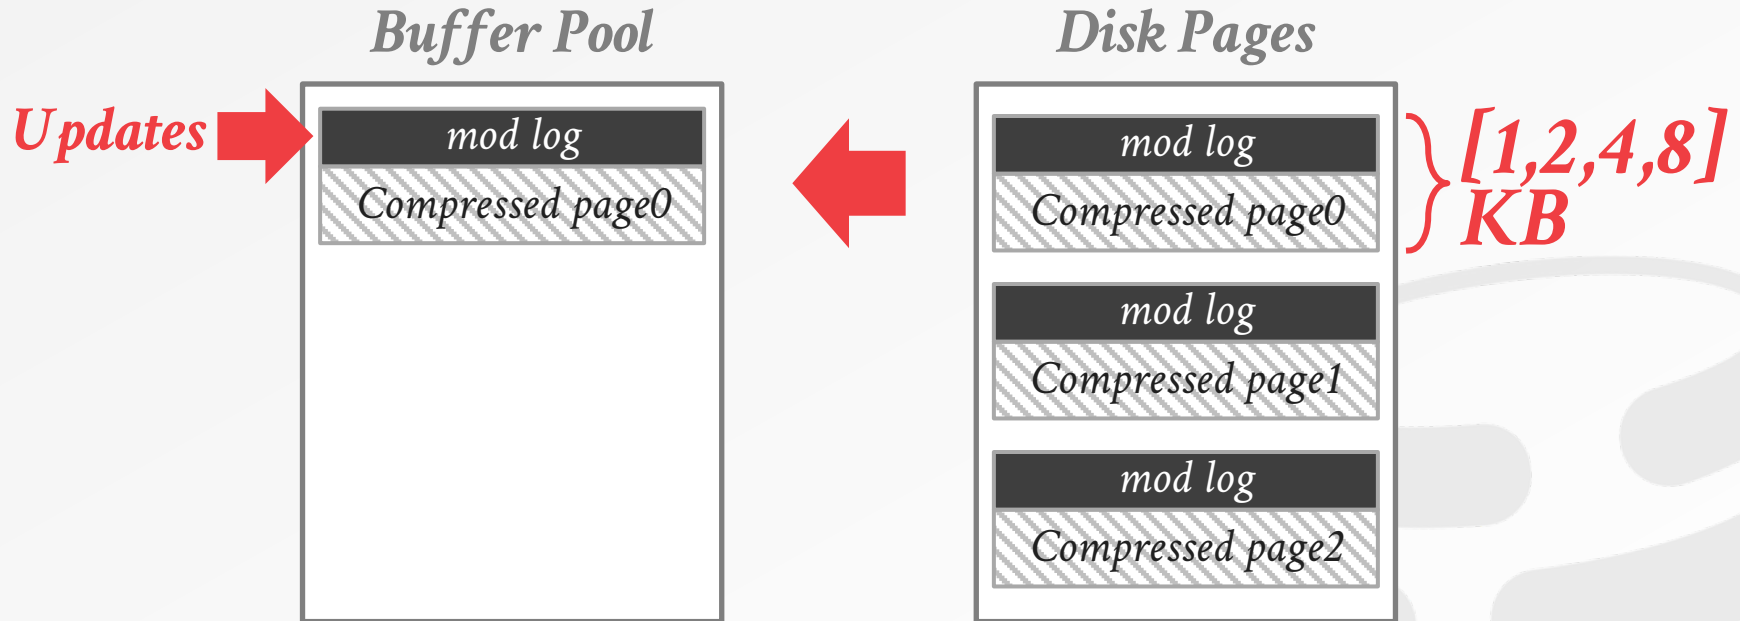 Buffer Pool
Disk Pages
Updates
mod log
Compressed page0
mod log
Compressed page0
[1,2,4,8]
KB
mod log
Compressed page1
mod log
Compressed page2